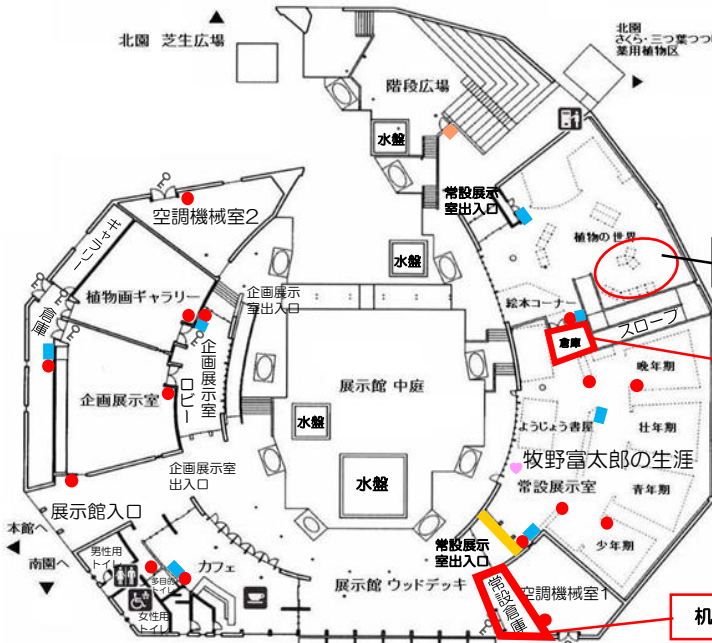 北園 芝生広場
北園
さくら・三つ葉つつ
薬用植物区
階段広場
水盤
常設展示
室出入口
空調機械室2
ギャラリー
植物の世界
水盤
植物画ギャラリー
企画展示
室出入口
倉庫
絵本コーナー
スロープ
倉庫
企画展示室
ロビー
企画展示室
展示館 中庭
晩年期
ようじょう書屋
壮年期
水盤
牧野富太郎の生涯
企画展示室
出入口
水盤
常設展示室
青年期
展示館入口
本館へ
男性用
トイレ
カフェ
常設展示
室出入口
少年期
南園へ
多目的
トイレ
展示館 ウッドデッキ
空調機械室1
女性用
トイレ
常設倉庫
机